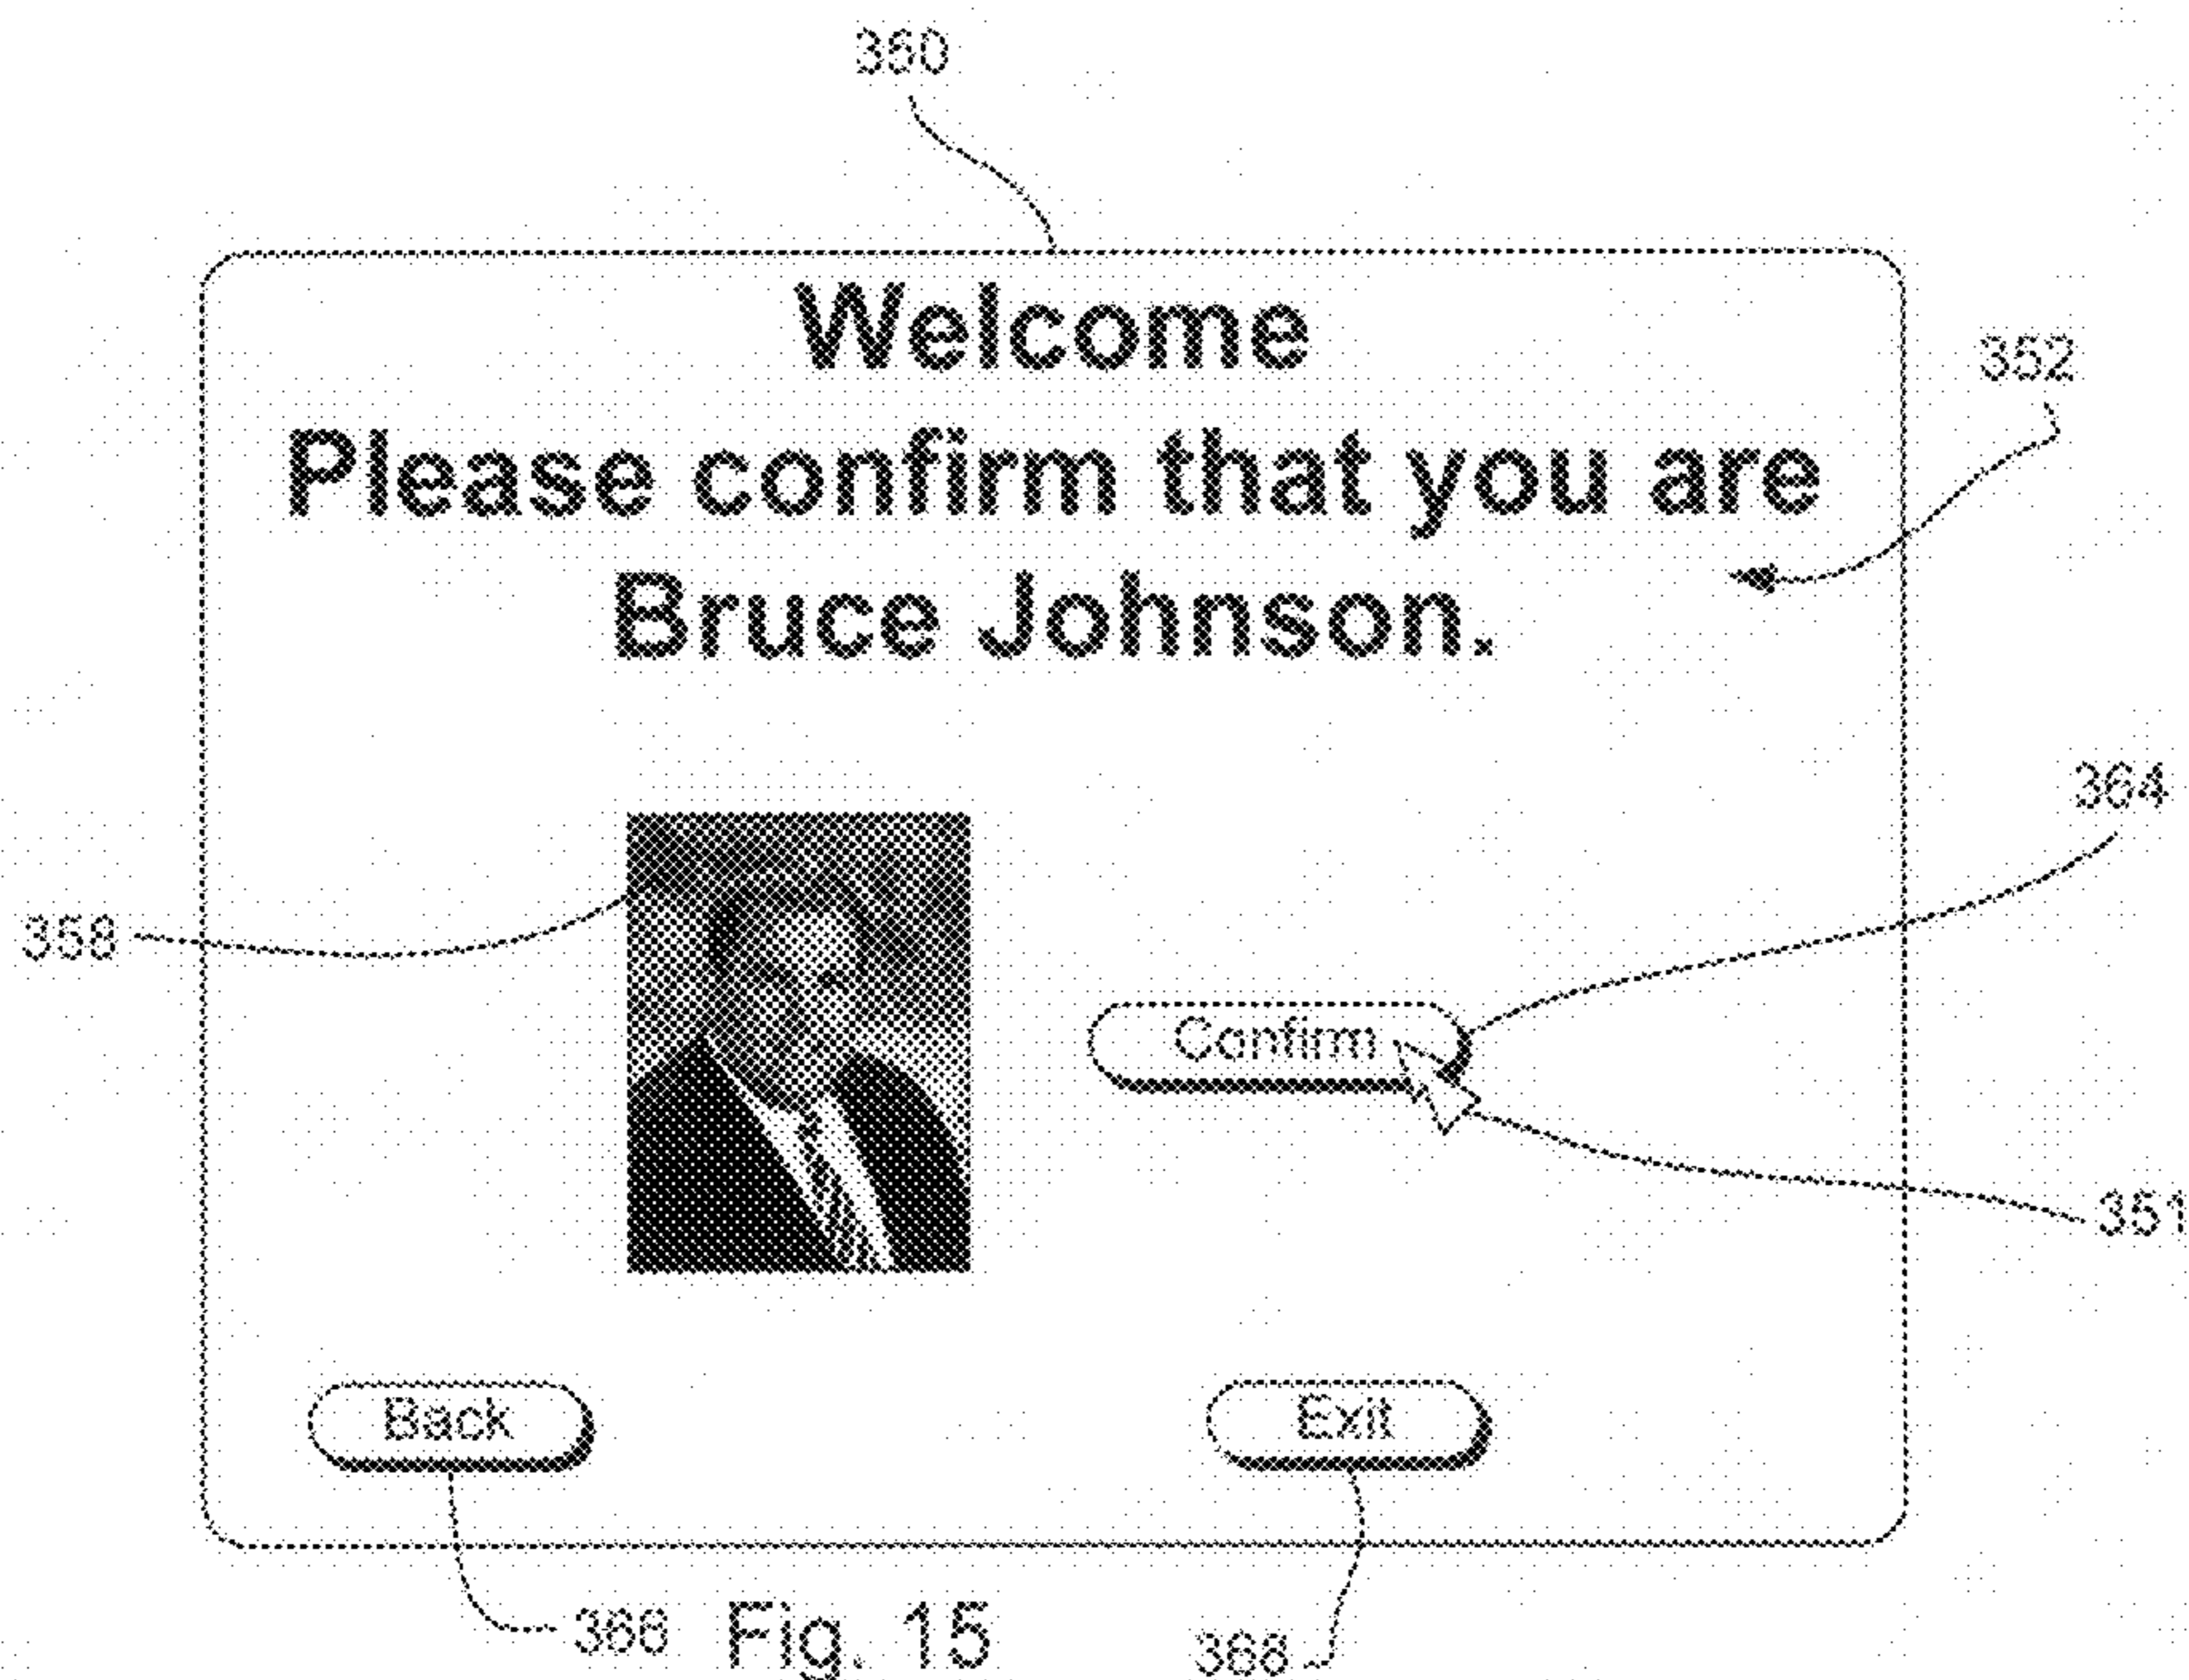 360
Welcome
352
Please confirm that you are
Bruce Johnson.
364
358
Confirm
351
Back
Exit
366
Fig. 15
368